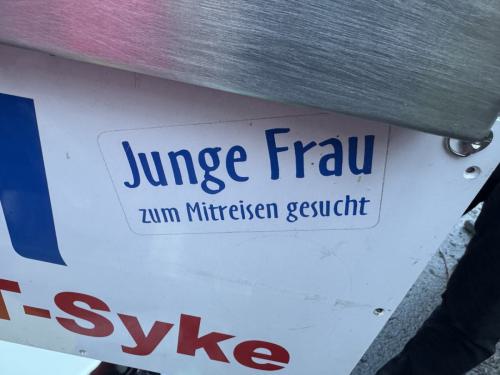 Junge Frau
zum Mitreisen gesucht
T-Syke